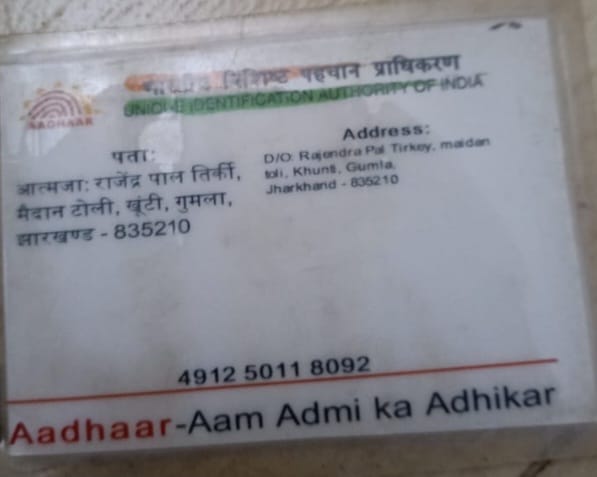 भारतीय विशिष्ट पहचान प्राधिकरण
UNIQUE IDENTIFICATION AUTHORITY OF INDIA
AADHAAR
पता:
आत्मजा: राजेंद्र पाल तिर्की,
मैदान टोली, खूंटी, गुमला,
झारखण्ड - 835210
Address:
D/O: Rajendra Pal Tirkey, maidan
toli, Khunti, Gumla,
Jharkhand - 835210
4912 5011 8092
Aadhaar-Aam Admi ka Adhikar